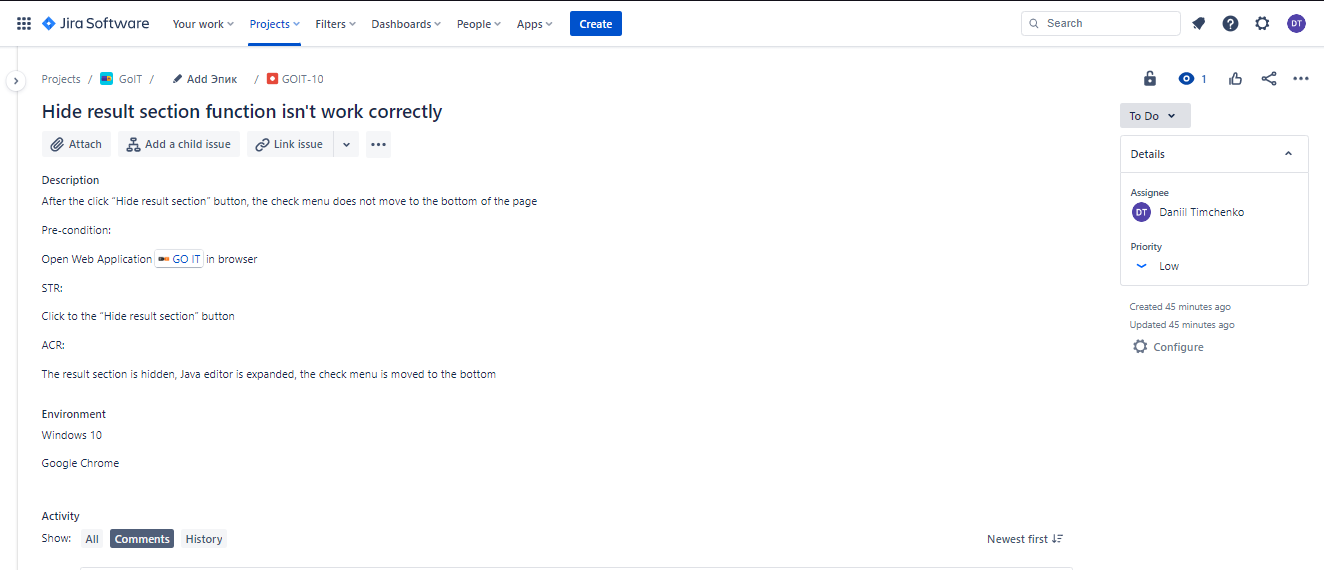 Jira Software Your work Projects Filters Dashboards People Apps Create Search DT
Projects / GoIT / Add Эпик / GOIT-10 1
Hide result section function isn't work correctly
To Do
Attach Add a child issue Link issue
Details
Description
After the click “Hide result section” button, the check menu does not move to the bottom of the page
Assignee
DT Daniil Timchenko
Pre-condition:
Priority
Open Web Application GO IT in browser
Low
STR:
Created 45 minutes ago
Click to the “Hide result section” button
Updated 45 minutes ago
ACR:
Configure
The result section is hidden, Java editor is expanded, the check menu is moved to the bottom
Environment
Windows 10
Google Chrome
Activity
Show: All Comments History Newest first